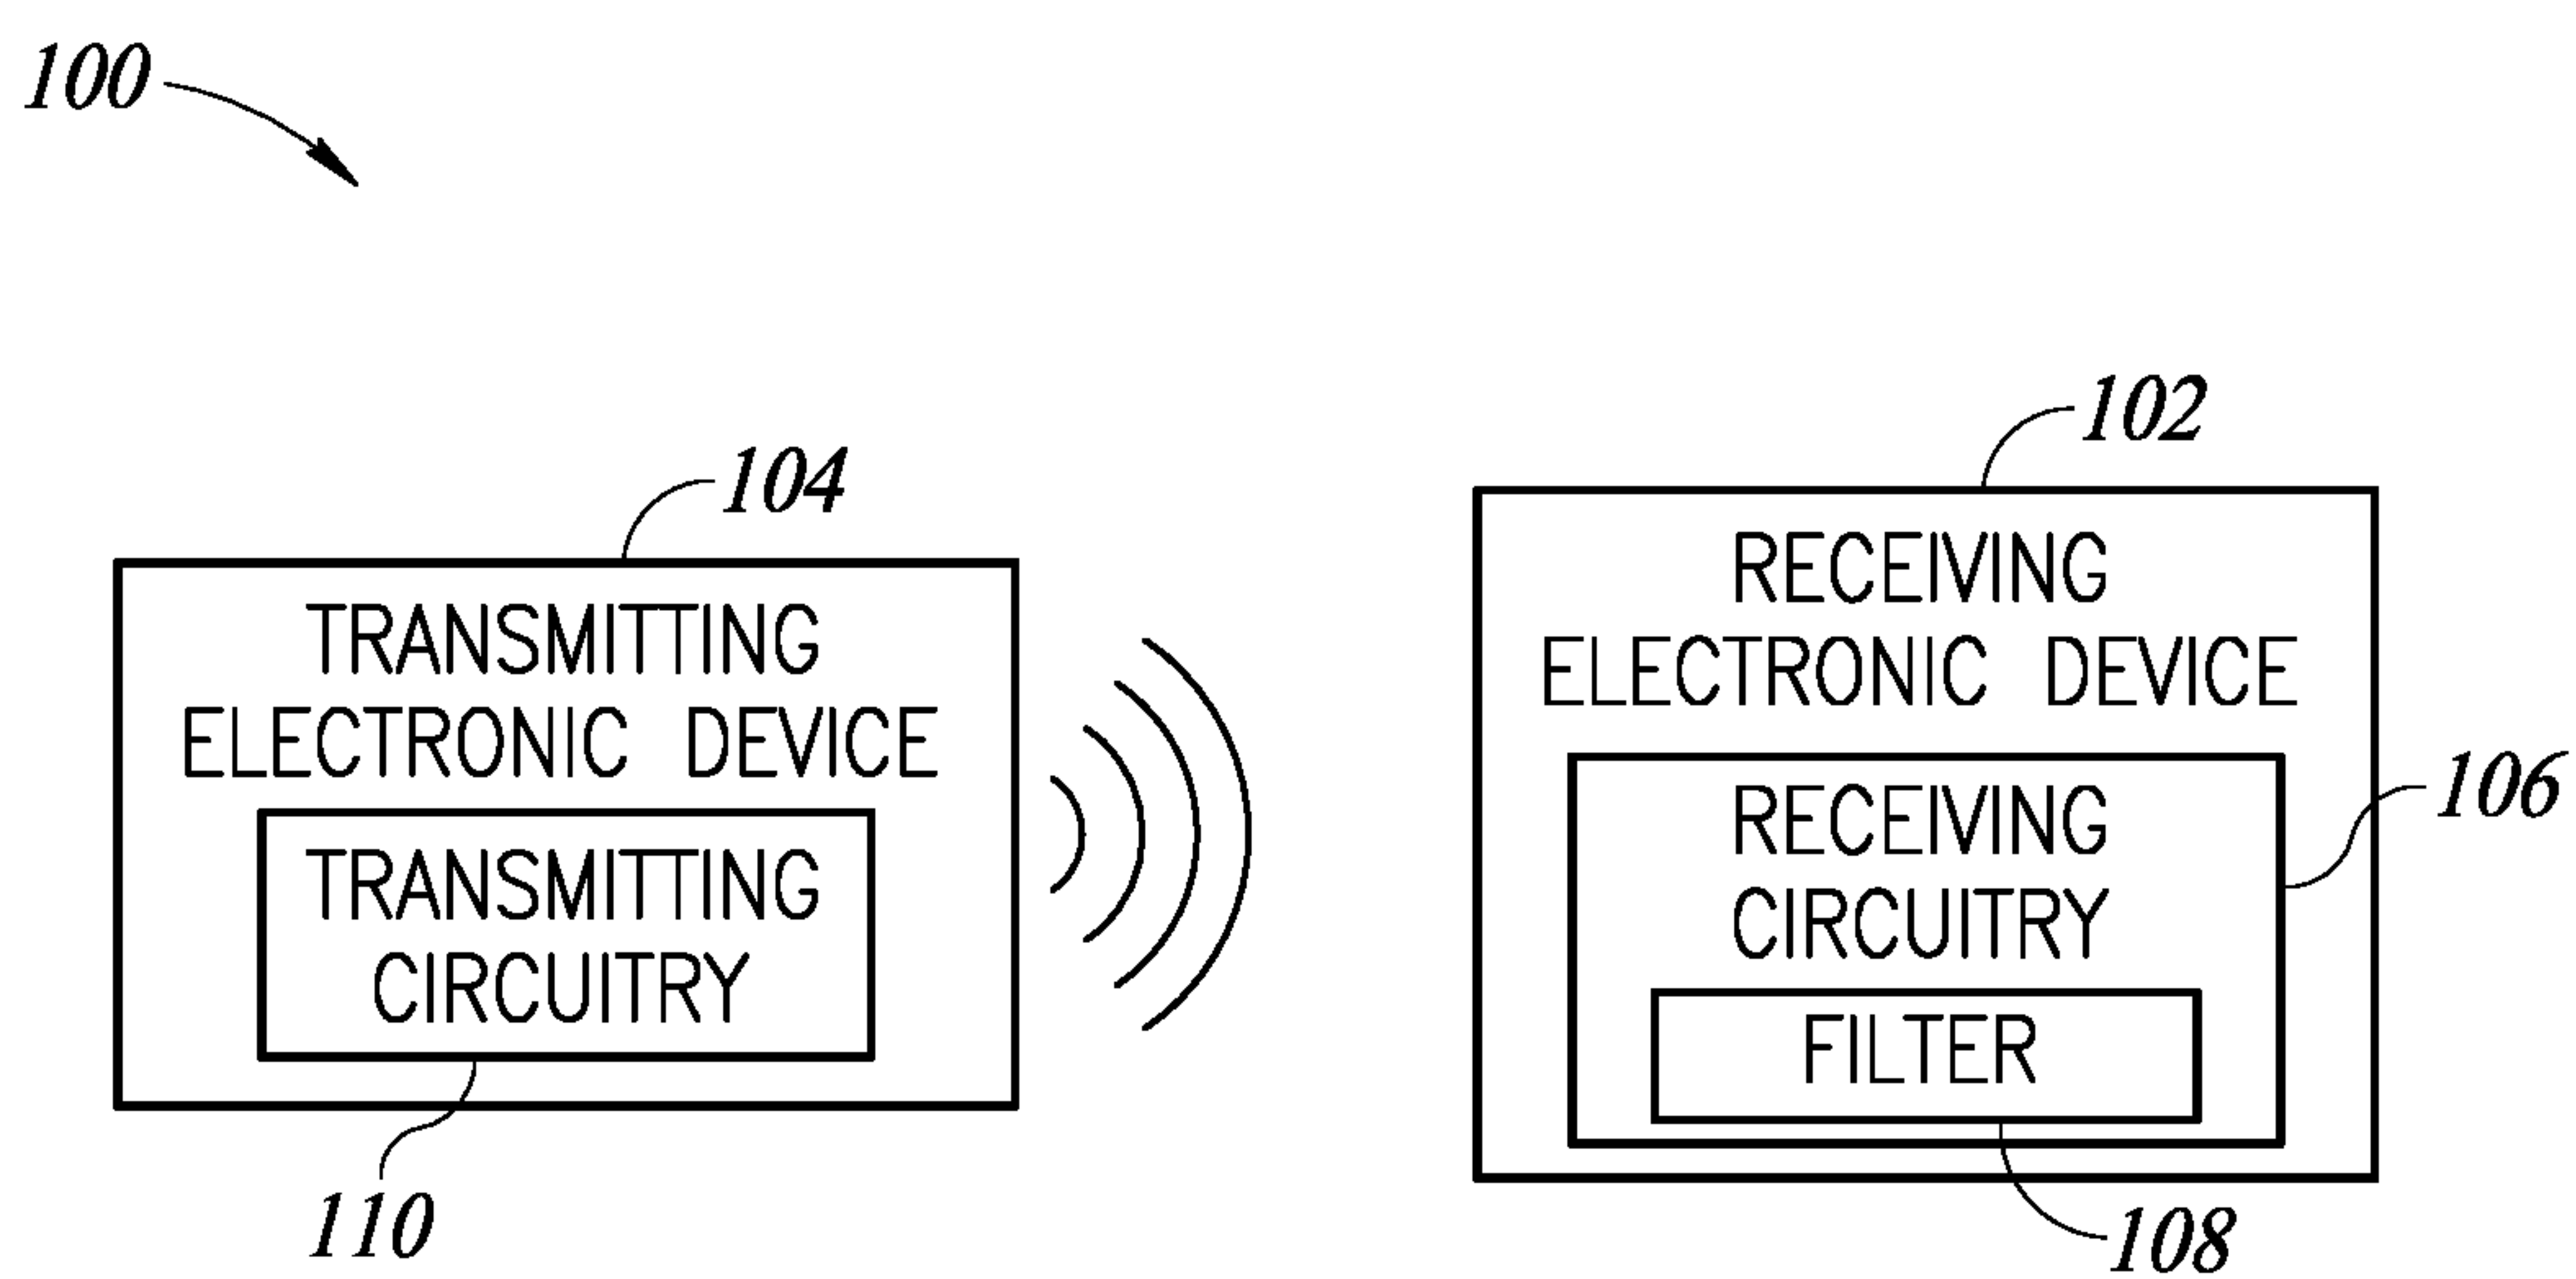 100
102
104
RECEIVING
ELECTRONIC DEVICE
TRANSMITTING
ELECTRONIC DEVICE
106
RECEIVING
CIRCUITRY
TRANSMITTING
CIRCUITRY
FILTER
110
108